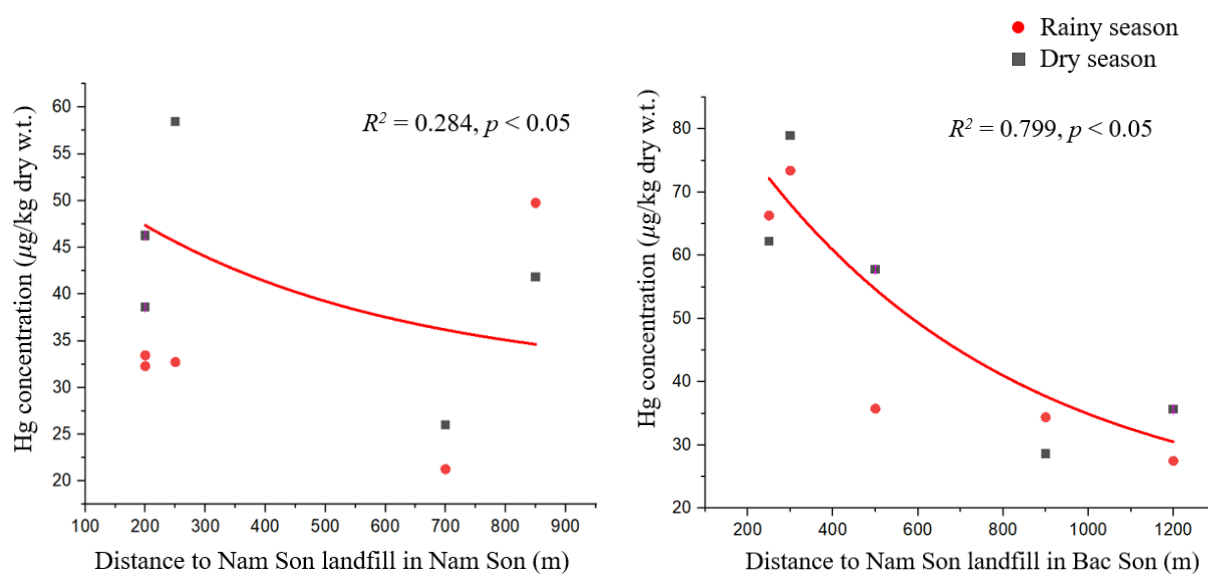 Rainy season
Dry season
Hg concentration (µg/kg dry w.t.)
R² = 0.284, p < 0.05
60
55
50
45
40
35
30
25
20
100 200 300 400 500 600 700 800 900
Distance to Nam Son landfill in Nam Son (m)
Hg concentration (µg/kg dry w.t.)
R² = 0.799, p < 0.05
80
70
60
50
40
30
20
200 400 600 800 1000 1200
Distance to Nam Son landfill in Bac Son (m)